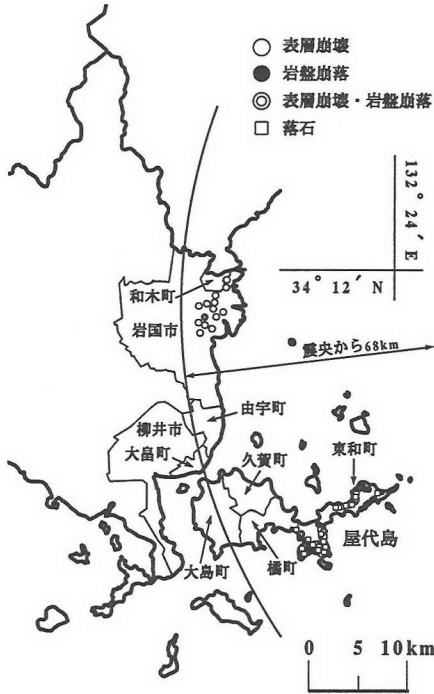 表層崩壊
岩盤崩落
表層崩壊・岩盤崩落
落石
132°24′E
34°12′N
和木町
岩国市
震央から68km
由宇町
柳井市
大畠町
久賀町
東和町
屋代島
大島町
橘町
0 5 10km